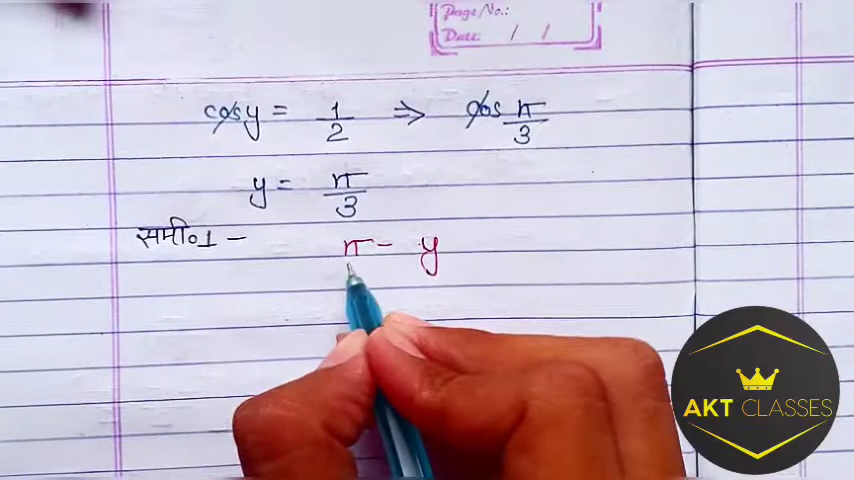 Page No.:
Date: / /
cosy = 1/2 ⇒ cos π/3
y = π/3
समी०1 - π - y
AKT CLASSES